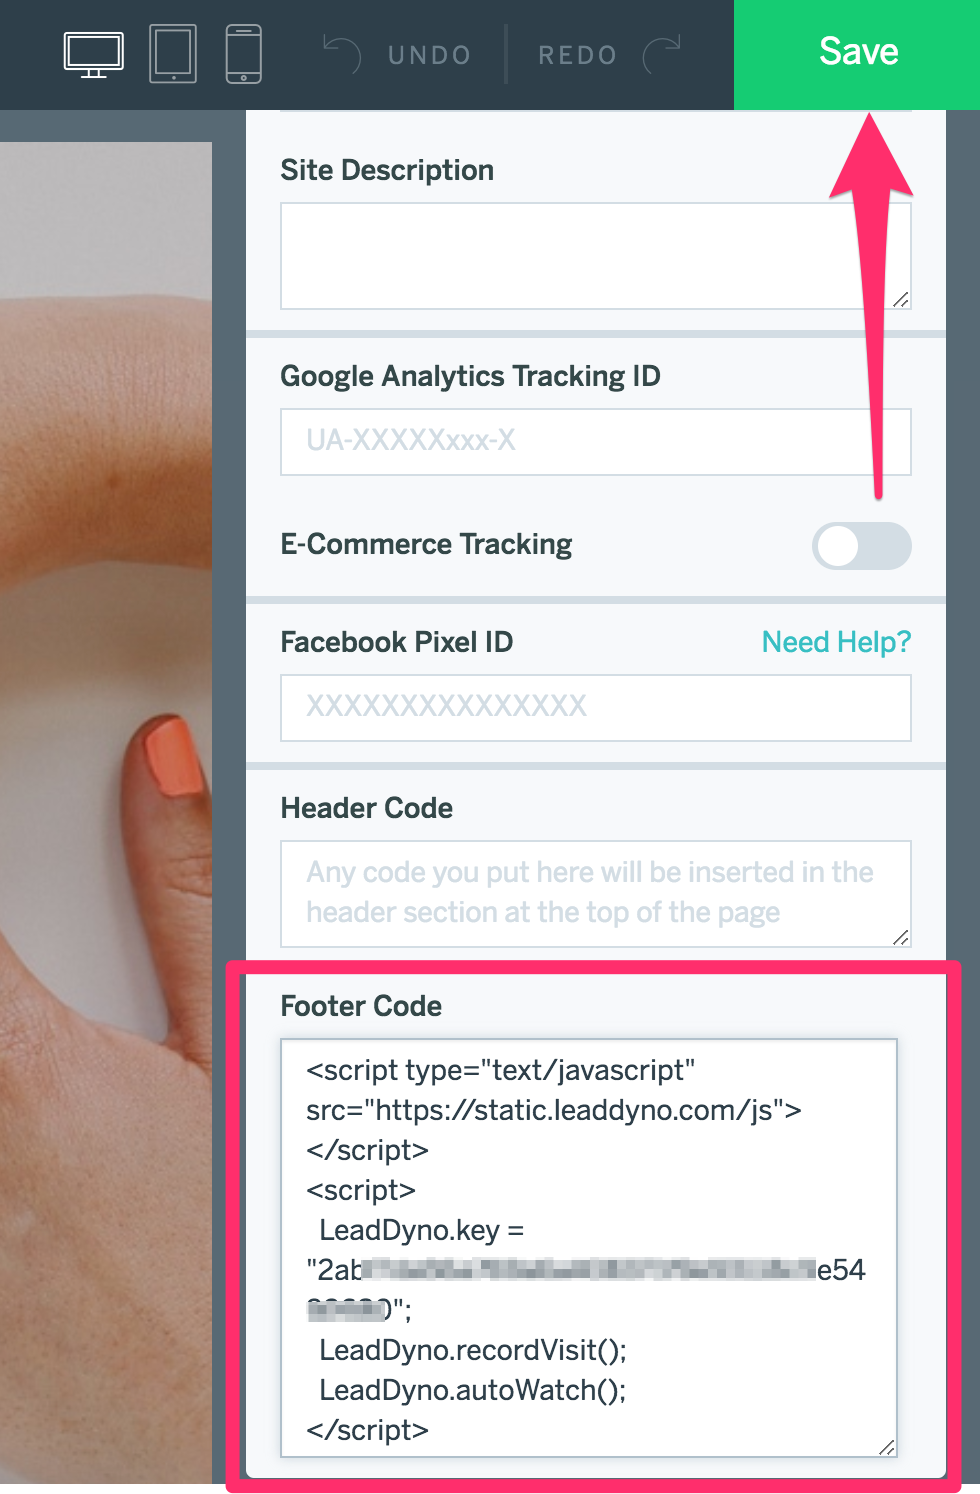 UNDO
REDO
Save
Site Description
Google Analytics Tracking ID
UA-XXXXXxxx-X
E-Commerce Tracking
Facebook Pixel ID
Need Help?
XXXXXXXXXXXXXXX
Header Code
Any code you put here will be inserted in the
header section at the top of the page
Footer Code
<script type="text/javascript"
src="https://static.leaddyno.com/js">
</script>
<script>
LeadDyno.key =
"2ab e54
0";
LeadDyno.recordVisit();
LeadDyno.autoWatch();
</script>